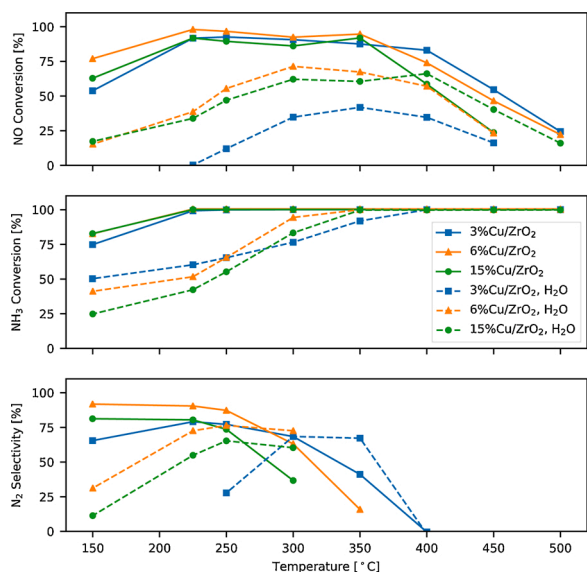 100
75
50
25
0
NO Conversion [%]
100
75
50
25
0
NH₃ Conversion [%]
3%Cu/ZrO₂
6%Cu/ZrO₂
15%Cu/ZrO₂
3%Cu/ZrO₂, H₂O
6%Cu/ZrO₂, H₂O
15%Cu/ZrO₂, H₂O
100
75
50
25
0
N₂ Selectivity [%]
150 200 250 300 350 400 450 500
Temperature [°C]